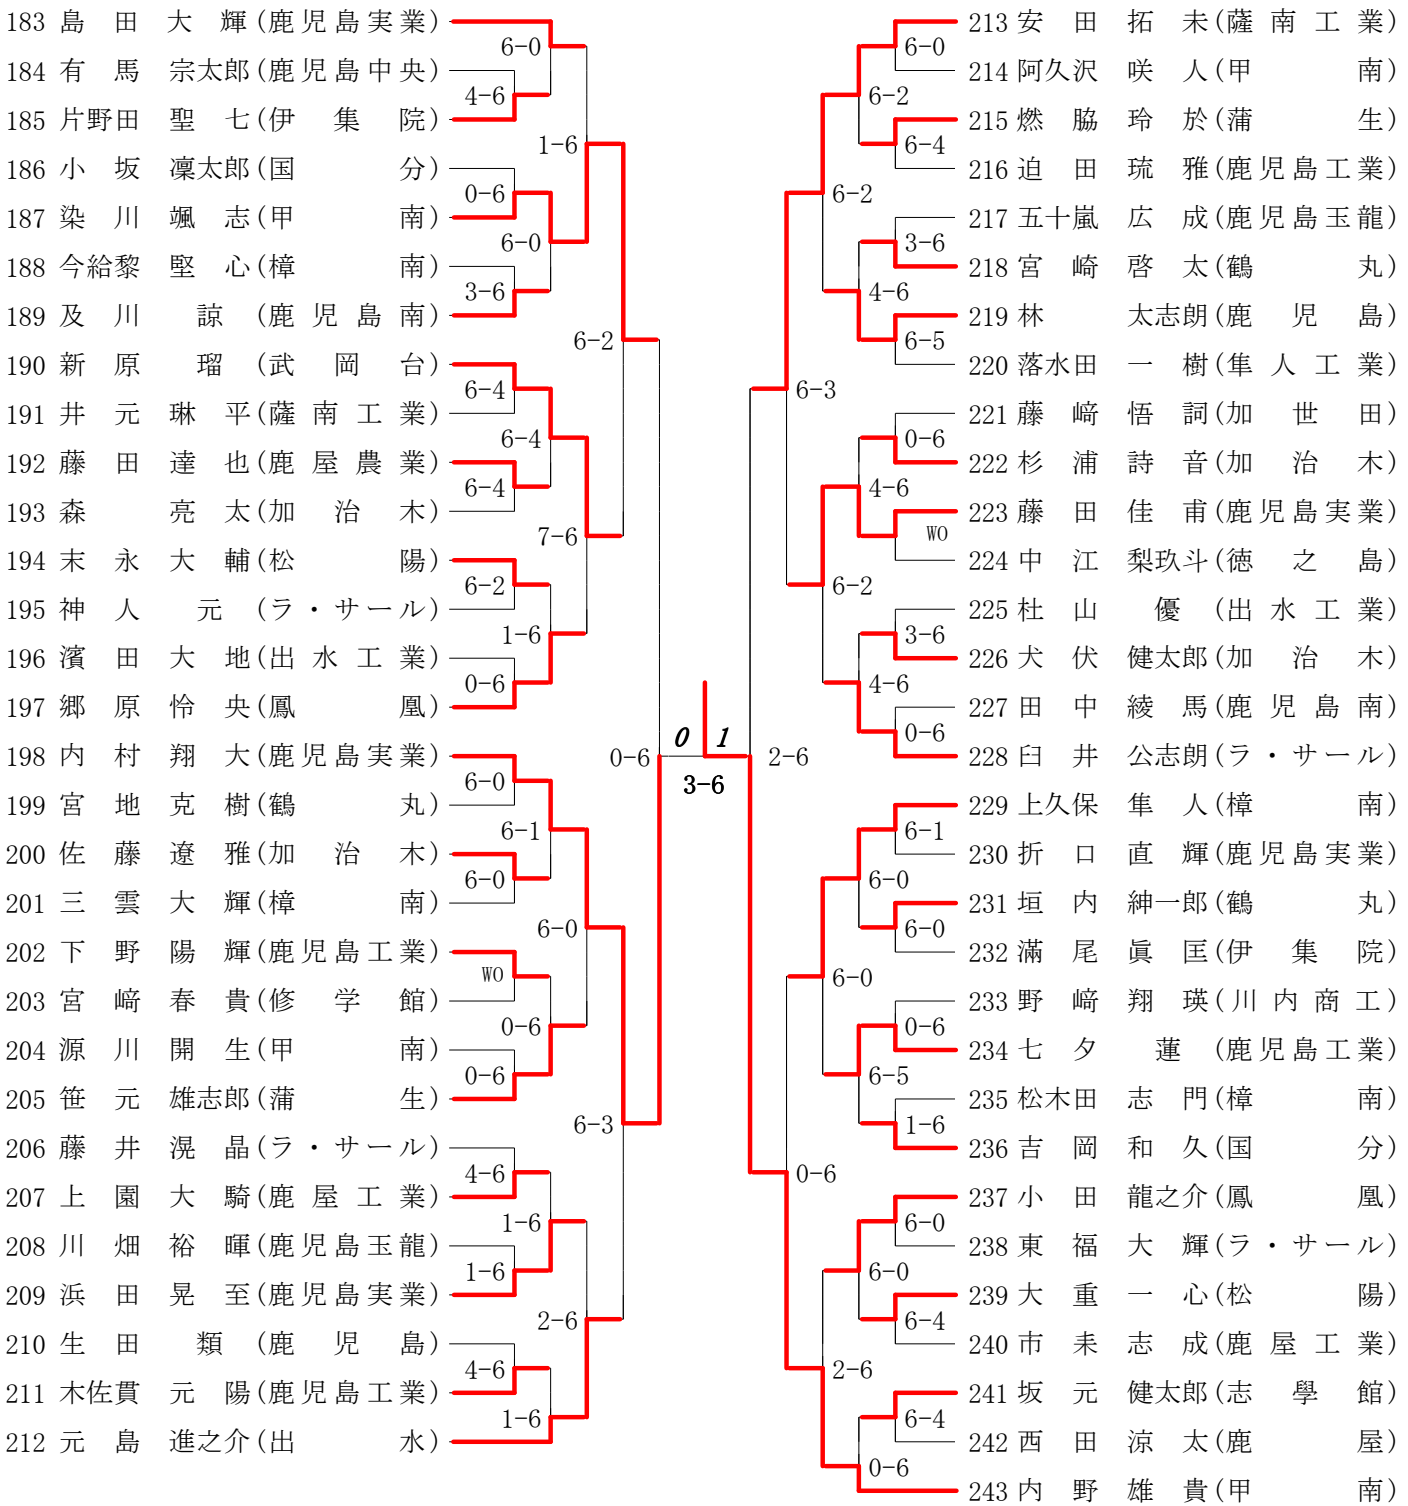 183 島田大輝(鹿児島実業)
6-0
184 有馬宗太郎(鹿児島中央)
4-6
185 片野田聖七(伊集院)
1-6
186 小坂凜太郎(国分)
0-6
187 染川颯志(甲南)
6-0
188 今給黎堅心(樟南)
3-6
189 及川諒(鹿児島南)
6-2
190 新原瑠(武岡台)
6-4
191 井元琳平(薩南工業)
6-4
192 藤田達也(鹿屋農業)
6-4
193 森亮太(加治木)
7-6
194 末永大輔(松陽)
6-2
195 神人元(ラ・サール)
1-6
196 濱田大地(出水工業)
0-6
197 郷原怜央(鳳凰)
0-6
198 内村翔大(鹿児島実業)
6-0
199 宮地克樹(鶴丸)
6-1
200 佐藤遼雅(加治木)
6-0
201 三雲大輝(樟南)
6-0
202 下野陽輝(鹿児島工業)
WO
203 宮﨑春貴(修学館)
0-6
204 源川開生(甲南)
0-6
205 笹元雄志郎(蒲生)
6-3
206 藤井滉晶(ラ・サール)
4-6
207 上園大騎(鹿屋工業)
1-6
208 川畑裕暉(鹿児島玉龍)
1-6
209 浜田晃至(鹿児島実業)
2-6
210 生田類(鹿児島)
4-6
211 木佐貫元陽(鹿児島工業)
1-6
212 元島進之介(出水)
0 1
3-6
213 安田拓未(薩南工業)
6-0
214 阿久沢咲人(甲南)
6-2
215 燃脇玲於(蒲生)
6-4
216 迫田琉雅(鹿児島工業)
6-2
217 五十嵐広成(鹿児島玉龍)
3-6
218 宮崎啓太(鶴丸)
4-6
219 林太志朗(鹿児島)
6-5
220 落水田一樹(隼人工業)
6-3
221 藤﨑悟詞(加世田)
0-6
222 杉浦詩音(加治木)
4-6
223 藤田佳甫(鹿児島実業)
WO
224 中江梨玖斗(徳之島)
6-2
225 杜山優(出水工業)
3-6
226 犬伏健太郎(加治木)
4-6
227 田中綾馬(鹿児島南)
0-6
228 臼井公志朗(ラ・サール)
2-6
229 上久保隼人(樟南)
6-1
230 折口直輝(鹿児島実業)
6-0
231 垣内紳一郎(鶴丸)
6-0
232 滿尾眞匡(伊集院)
6-0
233 野﨑翔瑛(川内商工)
0-6
234 七夕蓮(鹿児島工業)
6-5
235 松木田志門(樟南)
1-6
236 吉岡和久(国分)
0-6
237 小田龍之介(鳳凰)
6-0
238 東福大輝(ラ・サール)
6-0
239 大重一心(松陽)
6-4
240 市耒志成(鹿屋工業)
2-6
241 坂元健太郎(志學館)
6-4
242 西田涼太(鹿屋)
0-6
243 内野雄貴(甲南)